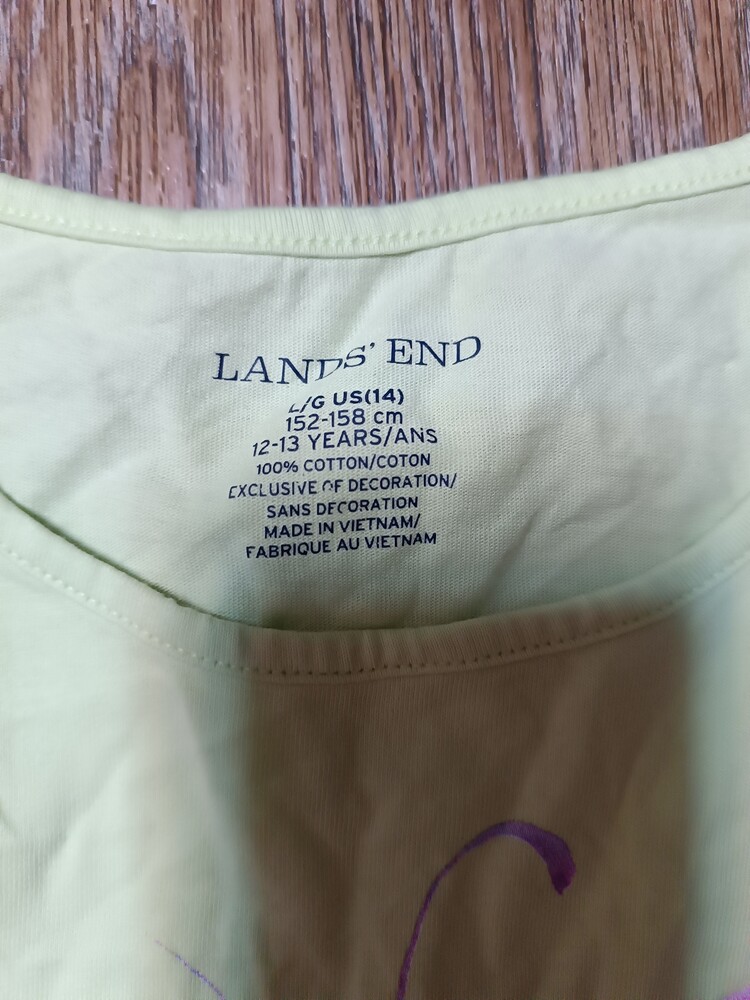 LANDS' END
L/G US(14)
152-158 cm
12-13 YEARS/ANS
100% COTTON/COTON
EXCLUSIVE OF DECORATION/
SANS DECORATION
MADE IN VIETNAM/
FABRIQUE AU VIETNAM